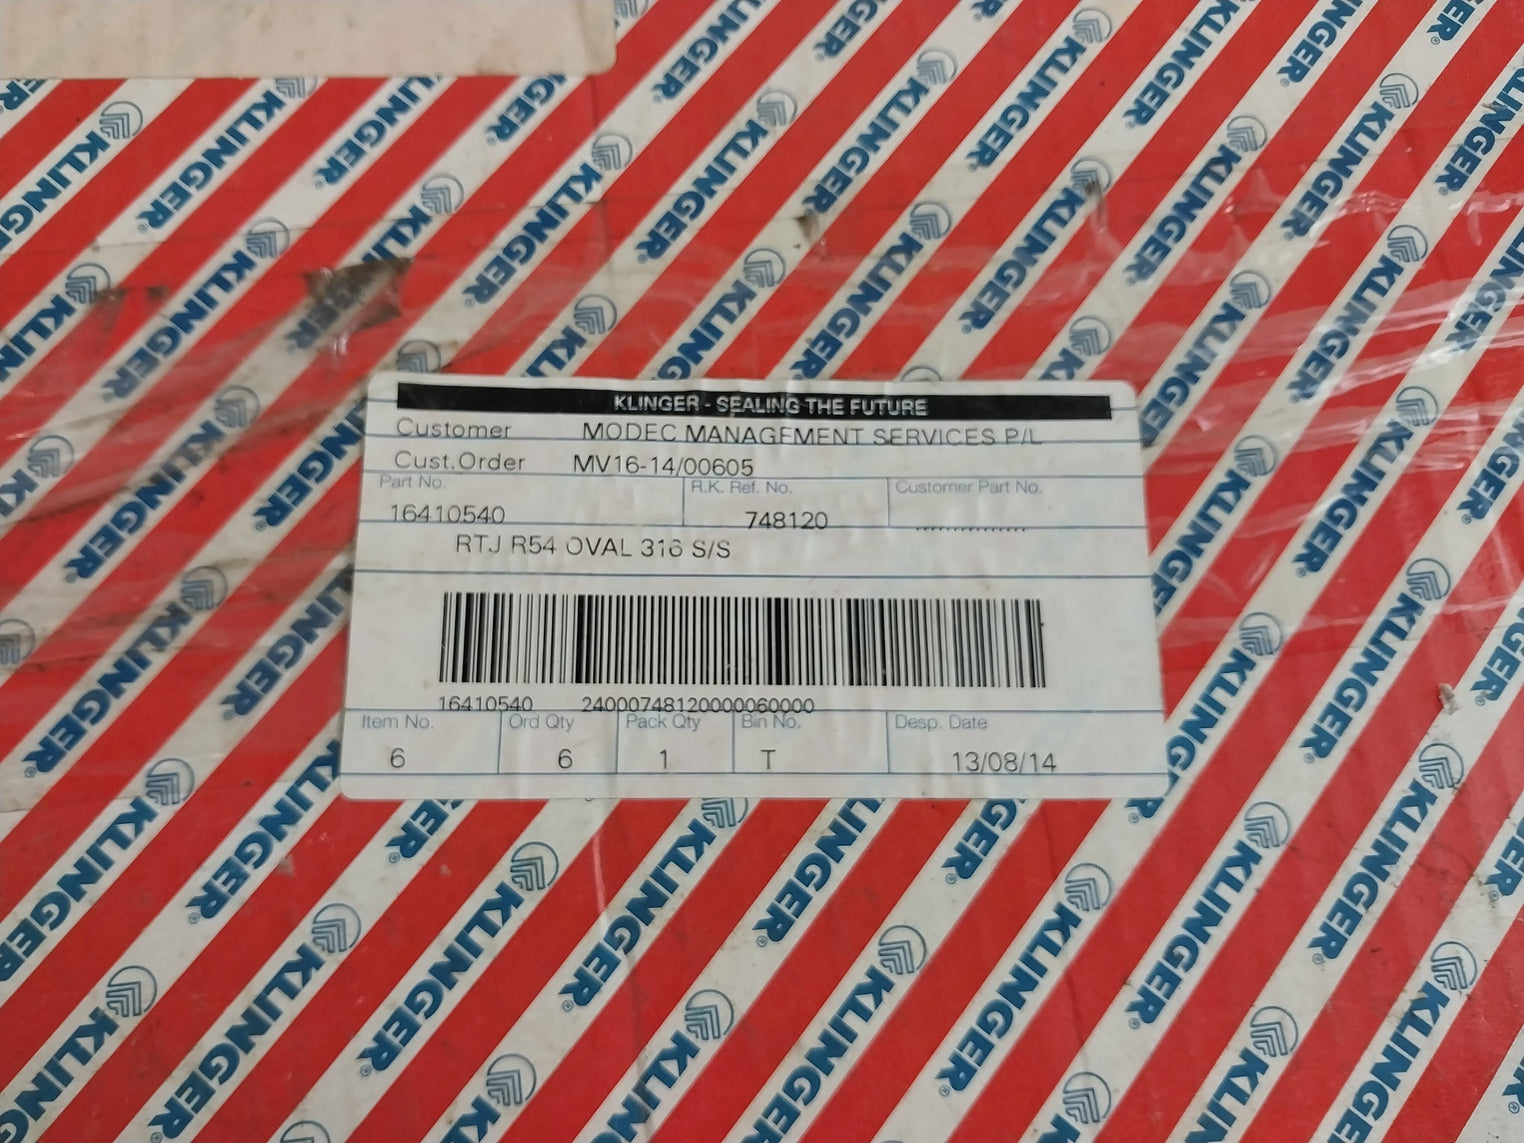 KLINGER - SEALING THE FUTURE
Customer MODEC MANAGEMENT SERVICES P/L
Cust.Order MV16-14/00605
Part No. R.K. Ref. No. Customer Part No.
16410540 748120 ..............
RTJ R54 OVAL 316 S/S
16410540 24000748120000060000
Item No. Ord Qty Pack Qty Bin No. Desp. Date
6 6 1 T 13/08/14
KLINGER